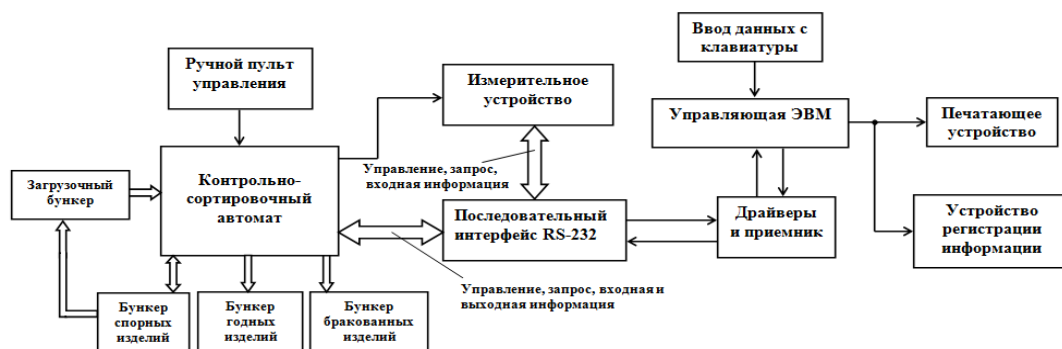 Ввод данных с
клавиатуры
Ручной пульт
управления
Измерительное
устройство
Управляющая ЭВМ
Печатающее
устройство
Управление, запрос,
входная информация
Загрузочный
бункер
Контрольно-
сортировочный
автомат
Последовательный
интерфейс RS-232
Драйверы
и приемник
Устройство
регистрации
информации
Управление, запрос, входная и
выходная информация
Бункер
спорных
изделий
Бункер
годных
изделий
Бункер
бракованных
изделий